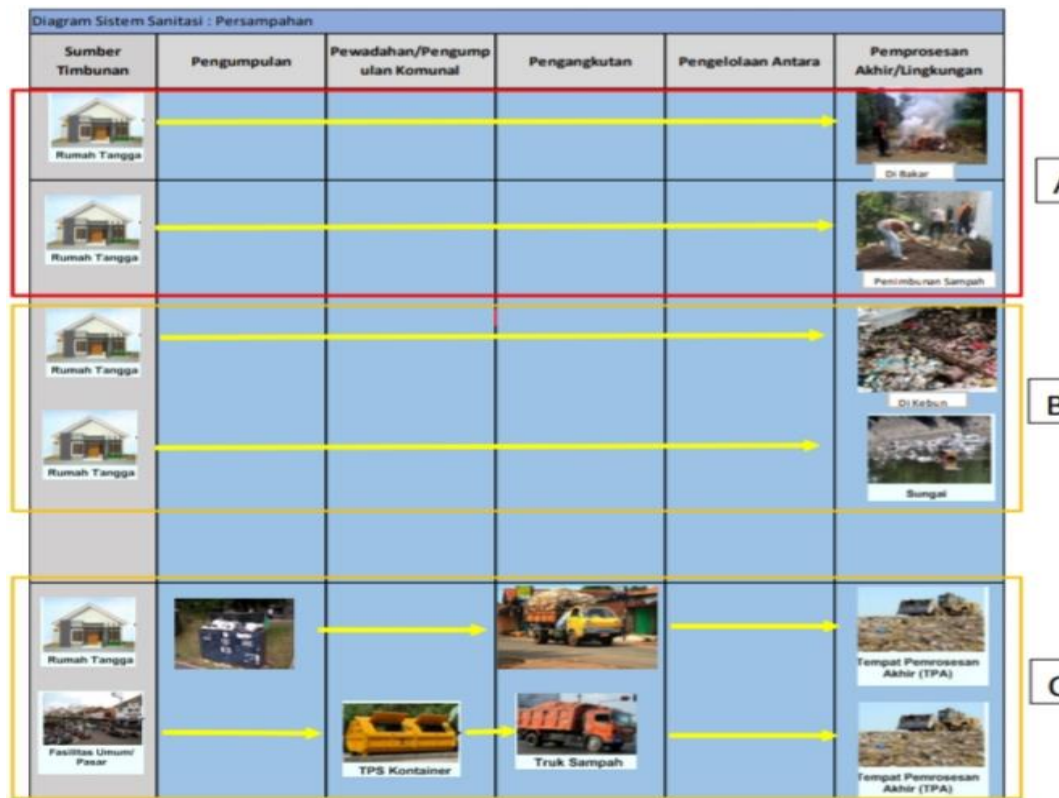 Diagram Sistem Sanitasi : Persampahan
Sumber
Timbunan
Pengumpulan
Pewadahan/Pengump
ulan Komunal
Pengangkutan
Pengelolaan Antara
Pemprosesan
Akhir/Lingkungan
Rumah Tangga
Di Bakar
A
Rumah Tangga
Penimbunan Sampah
Rumah Tangga
Di Kebun
B
Rumah Tangga
Sungai
Rumah Tangga
Tempat Pemrosesan
Akhir (TPA)
C
Fasilitas Umum/
Pasar
TPS Kontainer
Truk Sampah
Tempat Pemrosesan
Akhir (TPA)